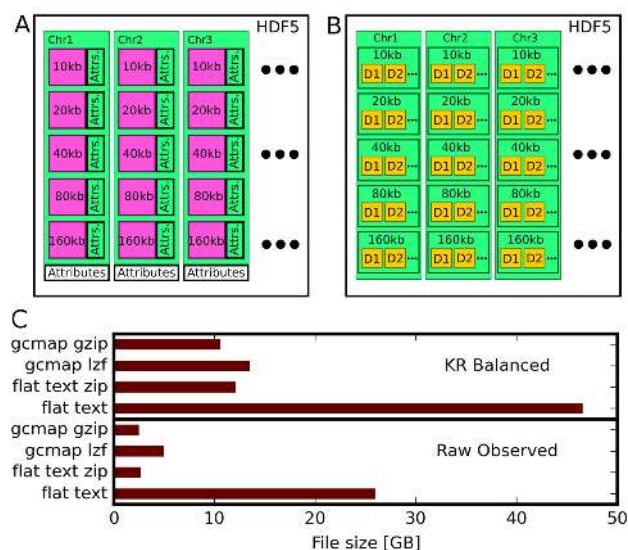 A
HDF5
Chr1 Chr2 Chr3
10kb Attrs. 10kb Attrs. 10kb Attrs.
20kb Attrs. 20kb Attrs. 20kb Attrs.
40kb Attrs. 40kb Attrs. 40kb Attrs.
80kb Attrs. 80kb Attrs. 80kb Attrs.
160kb Attrs. 160kb Attrs. 160kb Attrs.
Attributes Attributes Attributes
B
HDF5
Chr1 Chr2 Chr3
10kb 10kb 10kb
D1 D2 ... D1 D2 ... D1 D2 ...
20kb 20kb 20kb
D1 D2 ... D1 D2 ... D1 D2 ...
40kb 40kb 40kb
D1 D2 ... D1 D2 ... D1 D2 ...
80kb 80kb 80kb
D1 D2 ... D1 D2 ... D1 D2 ...
160kb 160kb 160kb
D1 D2 ... D1 D2 ... D1 D2 ...
C
gcmap gzip
gcmap lzf
flat text zip
flat text
KR Balanced
gcmap gzip
gcmap lzf
flat text zip
flat text
Raw Observed
0 10 20 30 40 50
File size [GB]